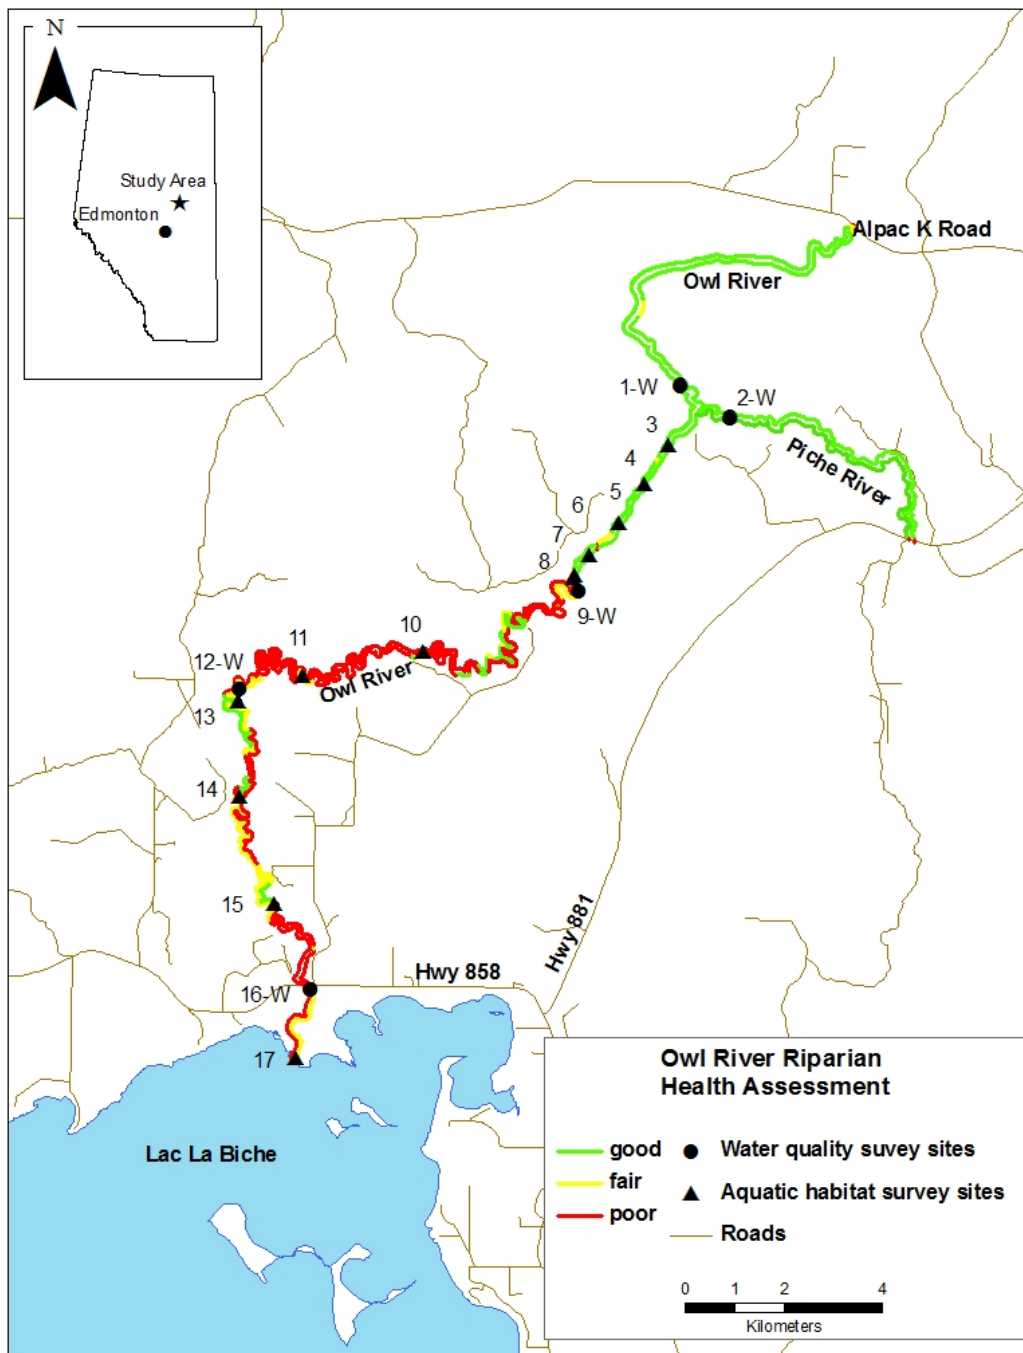 N
Study Area
Edmonton
Alpac K Road
Owl River
1-W
2-W
3
Piche River
4
5
6
7
8
9-W
10
11
Owl River
12-W
13
14
15
Hwy 881
Hwy 858
16-W
17
Lac La Biche
Owl River Riparian
Health Assessment
good
fair
poor
Water quality suvey sites
Aquatic habitat survey sites
Roads
0 1 2 4
Kilometers